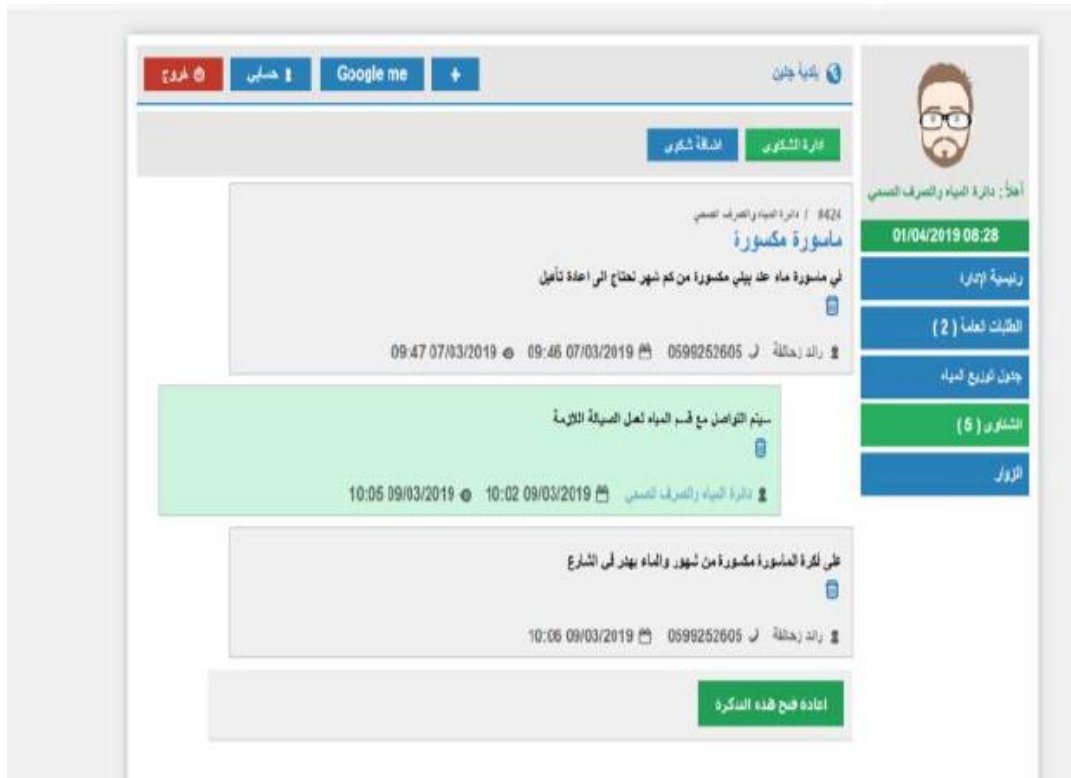 بلدية جنين
+
Google me
حسابي
خروج
ادارة الشكاوى
اضافة شكوى
أهلاً : دائرة المياه والصرف الصحي
01/04/2019 08:28
رئيسية الإدارة
الطلبات العامة ( 2 )
جدول توزيع المياه
الشكاوى ( 5 )
الزوار
#424 / دائرة المياه والصرف الصحي
ماسورة مكسورة
في ماسورة ماء عند بيتي مكسورة من كم شهر تحتاج الى اعادة تأهيل
رائد زحالقة 0599252605 09:46 07/03/2019 09:47 07/03/2019
سيتم التواصل مع قسم المياه لعمل الصيانة اللازمة
دائرة المياه والصرف الصحي 10:02 09/03/2019 10:05 09/03/2019
على فكرة الماسورة مكسورة من شهور والماء يهدر في الشارع
رائد زحالقة 0599252605 10:06 09/03/2019
اعادة فتح هذه التذكرة